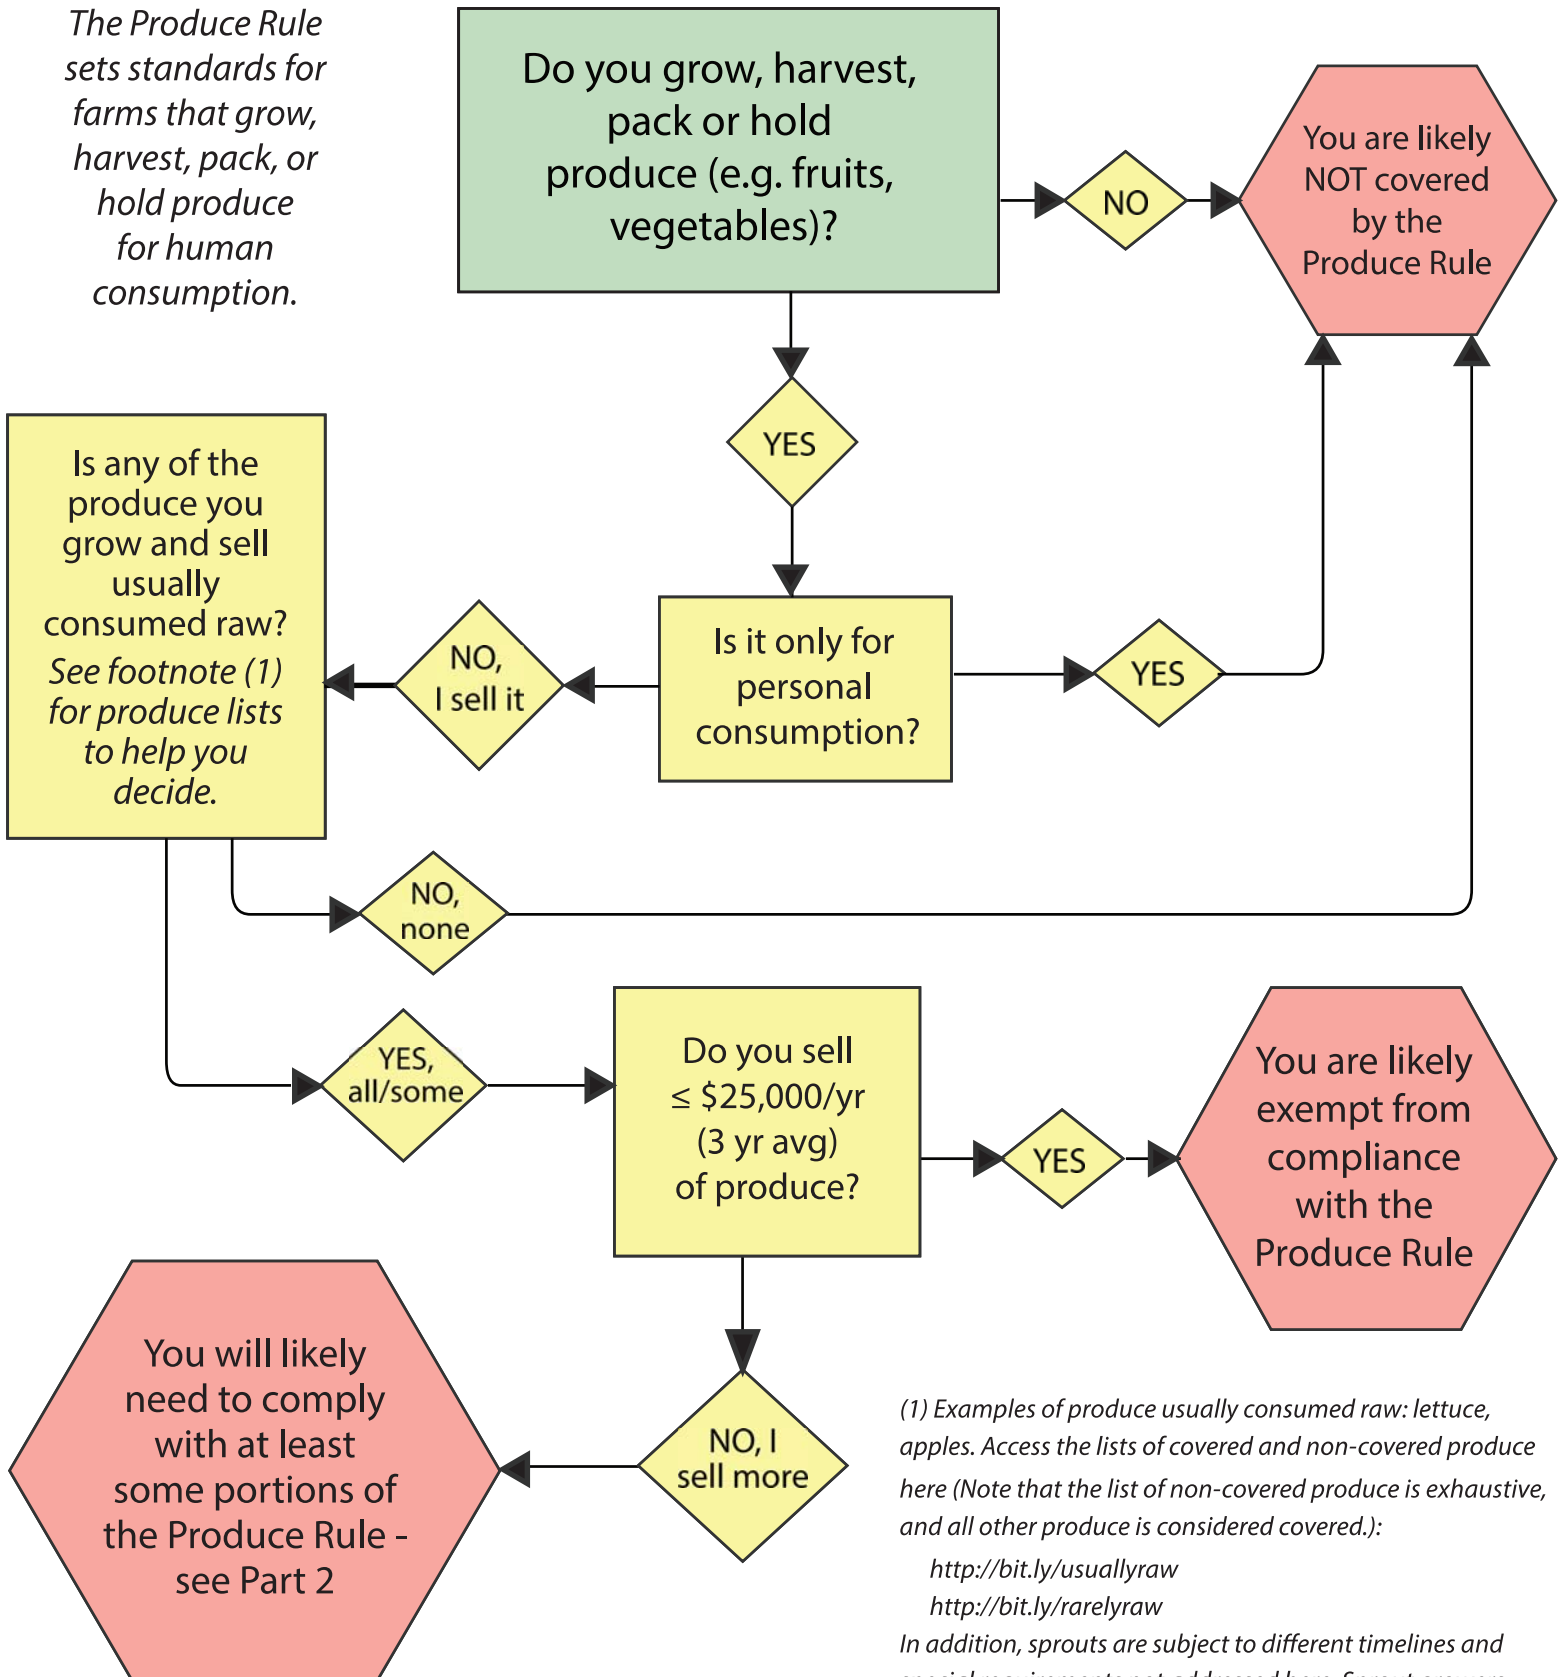 The Produce Rule
sets standards for
farms that grow,
harvest, pack, or
hold produce
for human
consumption.
Do you grow, harvest,
pack or hold
produce (e.g. fruits,
vegetables)?
NO
You are likely
NOT covered
by the
Produce Rule
YES
Is any of the
produce you
grow and sell
usually
consumed raw?
See footnote (1)
for produce lists
to help you
decide.
NO,
I sell it
Is it only for
personal
consumption?
YES
NO,
none
YES,
all/some
Do you sell
≤ $25,000/yr
(3 yr avg)
of produce?
YES
You are likely
exempt from
compliance
with the
Produce Rule
You will likely
need to comply
with at least
some portions of
the Produce Rule -
see Part 2
NO, I
sell more
(1) Examples of produce usually consumed raw: lettuce,
apples. Access the lists of covered and non-covered produce
here (Note that the list of non-covered produce is exhaustive,
and all other produce is considered covered.):
http://bit.ly/usuallyraw
http://bit.ly/rarelyraw
In addition, sprouts are subject to different timelines and